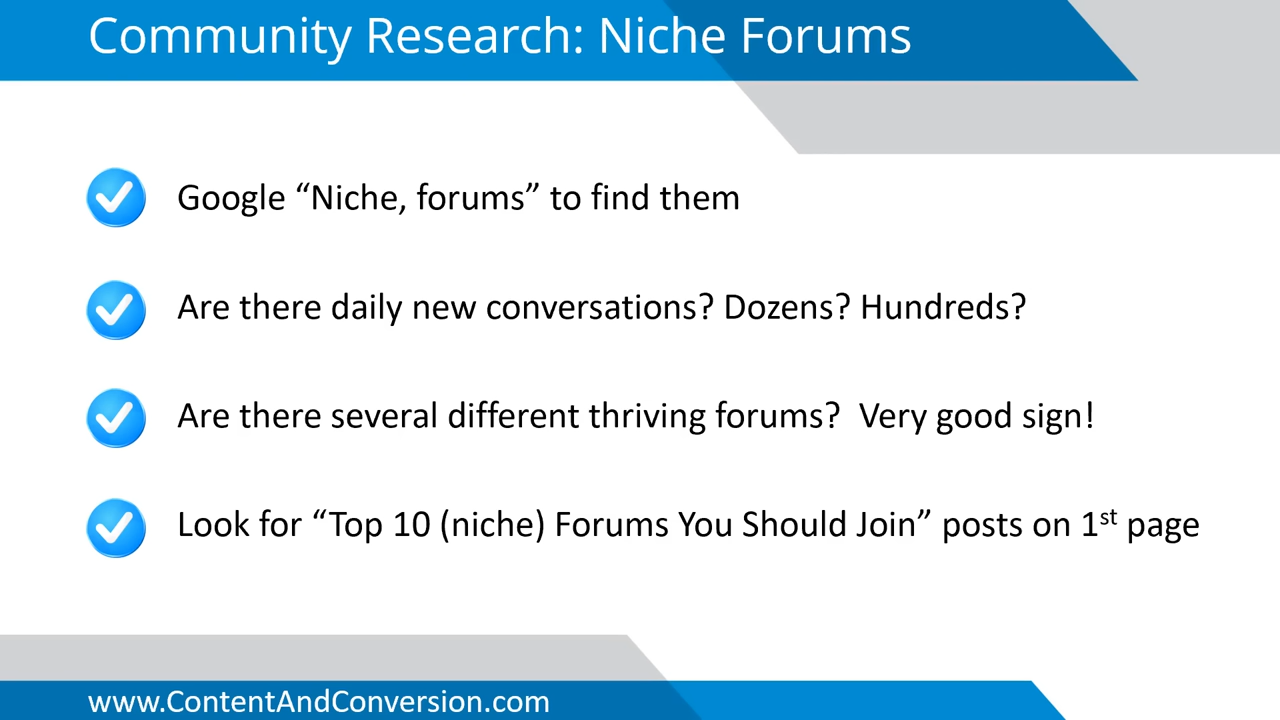 Community Research: Niche Forums
Google “Niche, forums” to find them
Are there daily new conversations? Dozens? Hundreds?
Are there several different thriving forums?  Very good sign!
Look for “Top 10 (niche) Forums You Should Join” posts on 1st page
www.ContentAndConversion.com